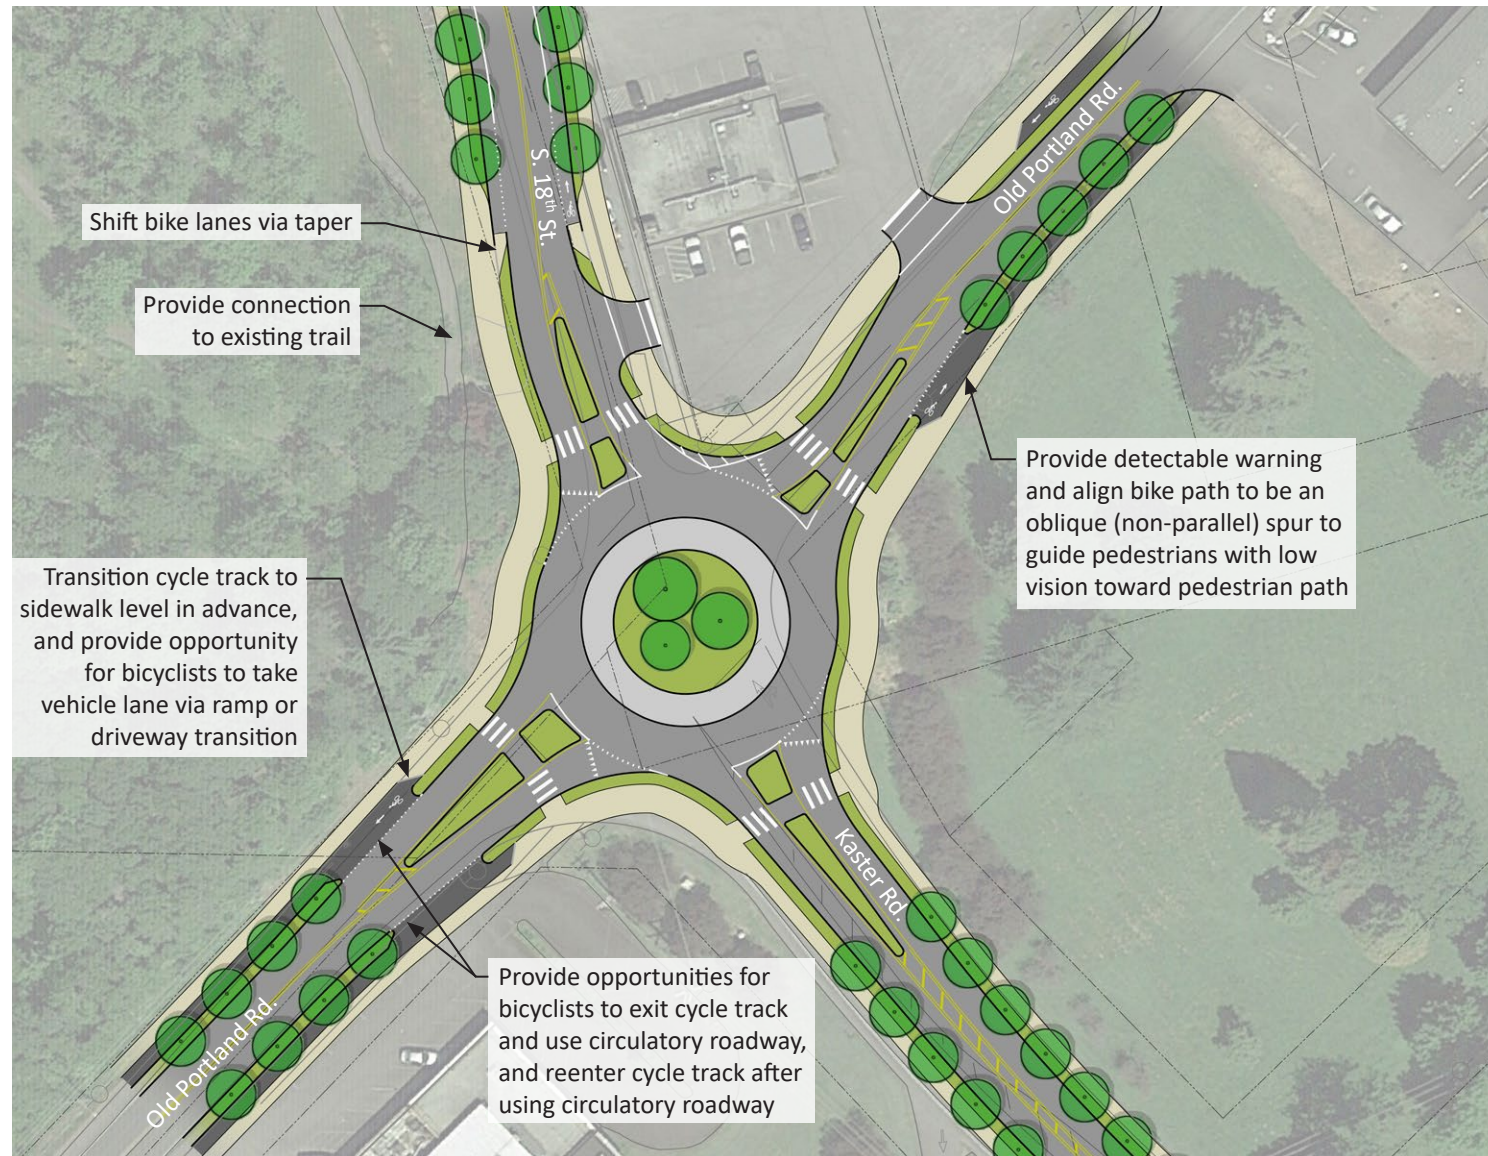 S. 18th St.
Old Portland Rd.
Shift bike lanes via taper
Provide connection
to existing trail
Provide detectable warning
and align bike path to be an
oblique (non-parallel) spur to
guide pedestrians with low
vision toward pedestrian path
Transition cycle track to
sidewalk level in advance,
and provide opportunity
for bicyclists to take
vehicle lane via ramp or
driveway transition
Kaster Rd.
Provide opportunities for
bicyclists to exit cycle track
and use circulatory roadway,
and reenter cycle track after
using circulatory roadway
Old Portland Rd.